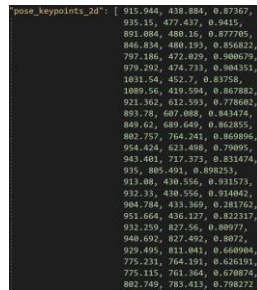 "pose_keypoints_2d": [ 915.944, 438.884, 0.87367,
935.15, 477.437, 0.9415,
891.084, 480.16, 0.877705,
846.834, 480.193, 0.856822,
797.186, 472.029, 0.900679,
979.292, 474.733, 0.904351,
1031.54, 452.7, 0.83758,
1089.56, 419.594, 0.867882,
921.362, 612.593, 0.778602,
893.78, 607.088, 0.843474,
849.62, 689.649, 0.862855,
802.757, 764.241, 0.869896,
954.424, 623.498, 0.79095,
943.401, 717.373, 0.831474,
935, 805.491, 0.898253,
913.08, 430.556, 0.931573,
932.33, 430.556, 0.914042,
904.784, 433.369, 0.281762,
951.664, 436.127, 0.822317,
932.259, 827.56, 0.80977,
940.692, 827.492, 0.8072,
929.495, 811.041, 0.660904,
775.231, 764.191, 0.626191,
775.115, 761.364, 0.670874,
802.749, 783.413, 0.798272